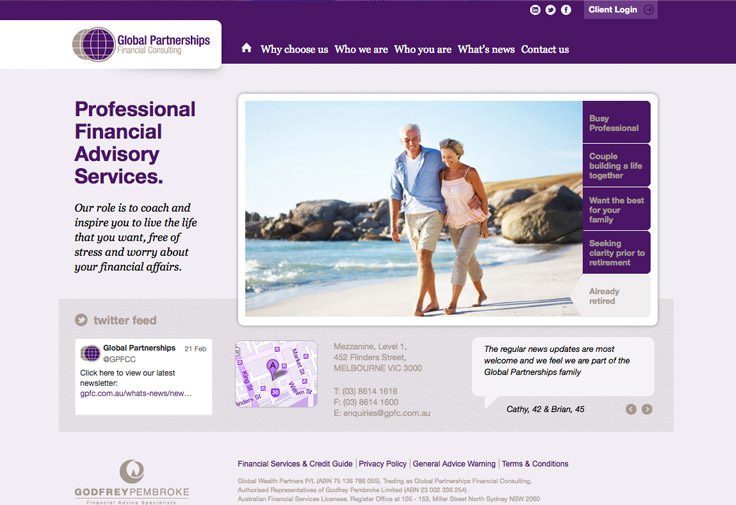 Client Login
Global Partnerships
Financial Consulting
Why choose us Who we are Who you are What's news Contact us
Professional
Financial
Advisory
Services.
Our role is to coach and
inspire you to live the life
that you want, free of
stress and worry about
your financial affairs.
Busy
Professional
Couple
building a life
together
Want the best
for your
family
Seeking
clarity prior to
retirement
Already
retired
twitter feed
Global Partnerships 21 Feb
@GPFCC
Click here to view our latest
newsletter:
gpfc.com.au/whats-news/new…
King St
Market St
Flinders St
A
30
Mezzanine, Level 1,
452 Flinders Street,
MELBOURNE VIC 3000
T: (03) 8614 1616
F: (03) 8614 1600
E: enquiries@gpfc.com.au
The regular news updates are most
welcome and we feel we are part of the
Global Partnerships family
Cathy, 42 & Brian, 45
GODFREYPEMBROKE
Financial Advice Specialists
Financial Services & Credit Guide | Privacy Policy | General Advice Warning | Terms & Conditions
Global Wealth Partners P/L (ABN 75 136 786 055). Trading as Global Partnerships Financial Consulting.
Authorised Representatives of Godfrey Pembroke Limited (ABN 23 002 336 254)
Australian Financial Services Licensee. Register Office at 105 - 153, Miller Street North Sydney NSW 2060